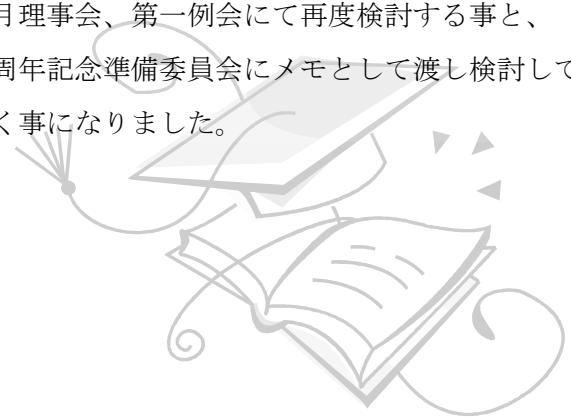 月理事会、第一例会にて再度検討する事と、
周年記念準備委員会にメモとして渡し検討して
く事になりました。